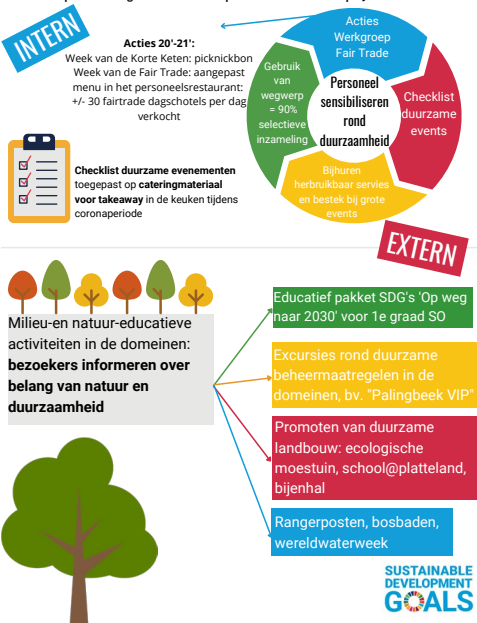 INTERN
Acties 20'-21':
Week van de Korte Keten: picknickbon
Week van de Fair Trade: aangepast
menu in het personeelsrestaurant:
+/- 30 fairtrade dagschotels per dag
verkocht
Acties
Werkgroep
Fair Trade
Gebruik
van
wegwerp
= 90%
selectieve
inzameling
Personeel
sensibiliseren
rond
duurzaamheid
Checklist
duurzame
events
Bijhuren
herbruikbaar servies
en bestek bij grote
events
Checklist duurzame evenementen
toegepast op cateringmateriaal
voor takeaway in de keuken tijdens
coronaperiode
EXTERN
Milieu-en natuur-educatieve
activiteiten in de domeinen:
bezoekers informeren over
belang van natuur en
duurzaamheid
Educatief pakket SDG's 'Op weg
naar 2030' voor 1e graad SO
Excursies rond duurzame
beheermaatregelen in de
domeinen, bv. "Palingbeek VIP"
Promoten van duurzame
landbouw: ecologische
moestuin, school@platteland,
bijenhal
Rangerposten, bosbaden,
wereldwaterweek
SUSTAINABLE
DEVELOPMENT
GOALS